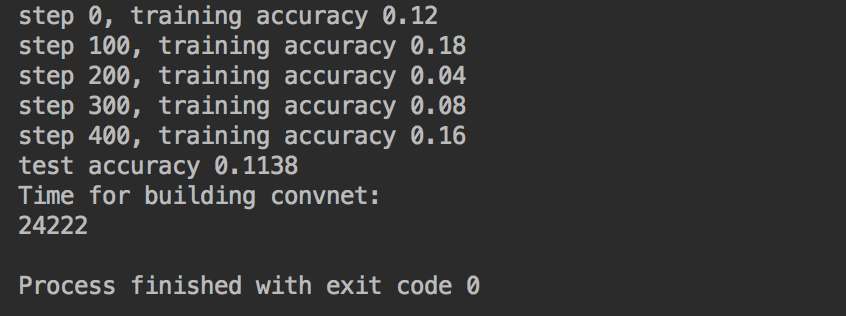 step 0, training accuracy 0.12
step 100, training accuracy 0.18
step 200, training accuracy 0.04
step 300, training accuracy 0.08
step 400, training accuracy 0.16
test accuracy 0.1138
Time for building convnet:
24222
Process finished with exit code 0